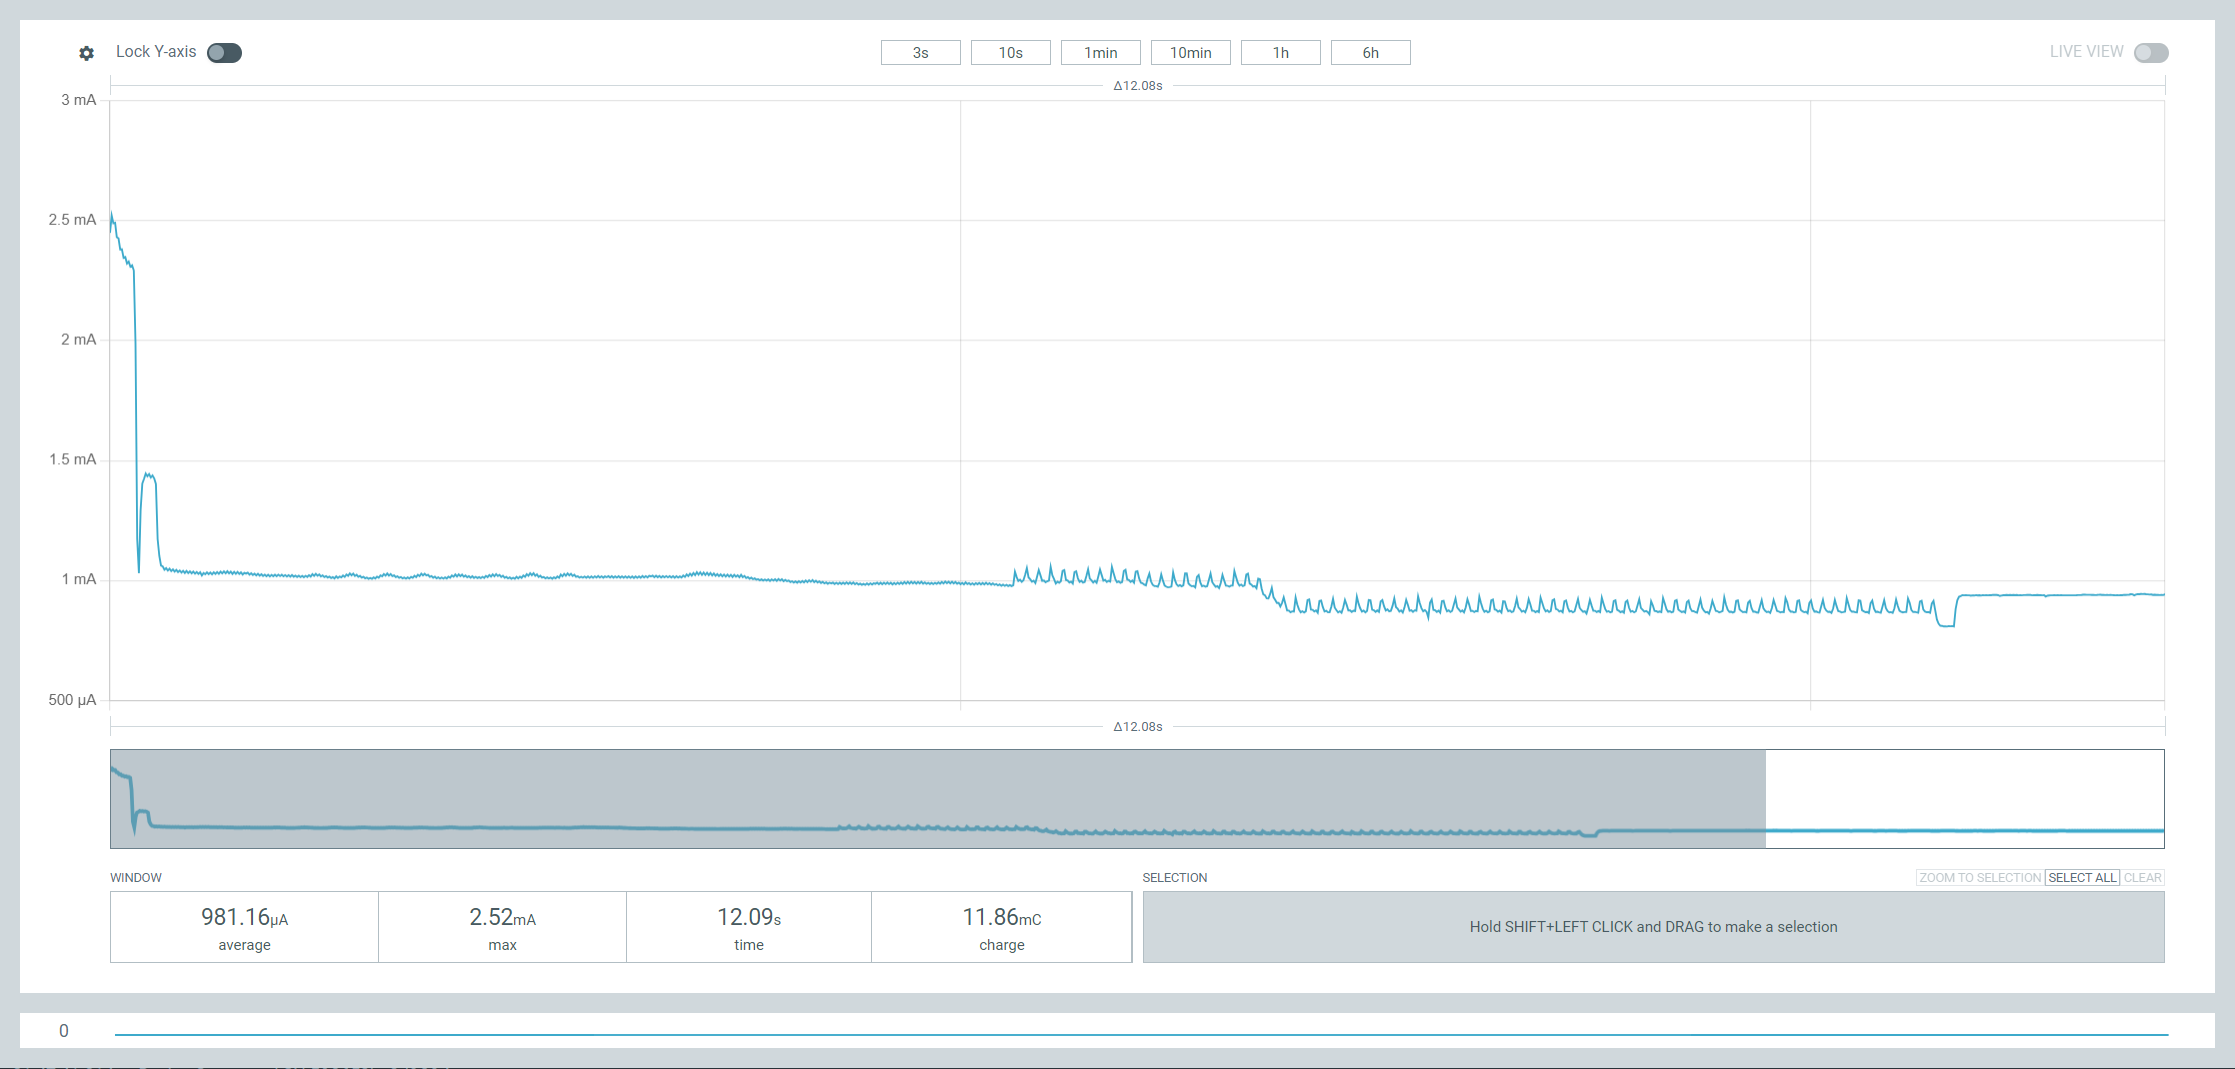 Lock Y-axis 3s 10s 1min 10min 1h 6h LIVE VIEW
Δ12.08s
3 mA
2.5 mA
2 mA
1.5 mA
1 mA
500 µA
Δ12.08s
WINDOW SELECTION ZOOM TO SELECTION SELECT ALL CLEAR
981.16µA 2.52mA 12.09s 11.86mC
average max time charge
Hold SHIFT+LEFT CLICK and DRAG to make a selection
0